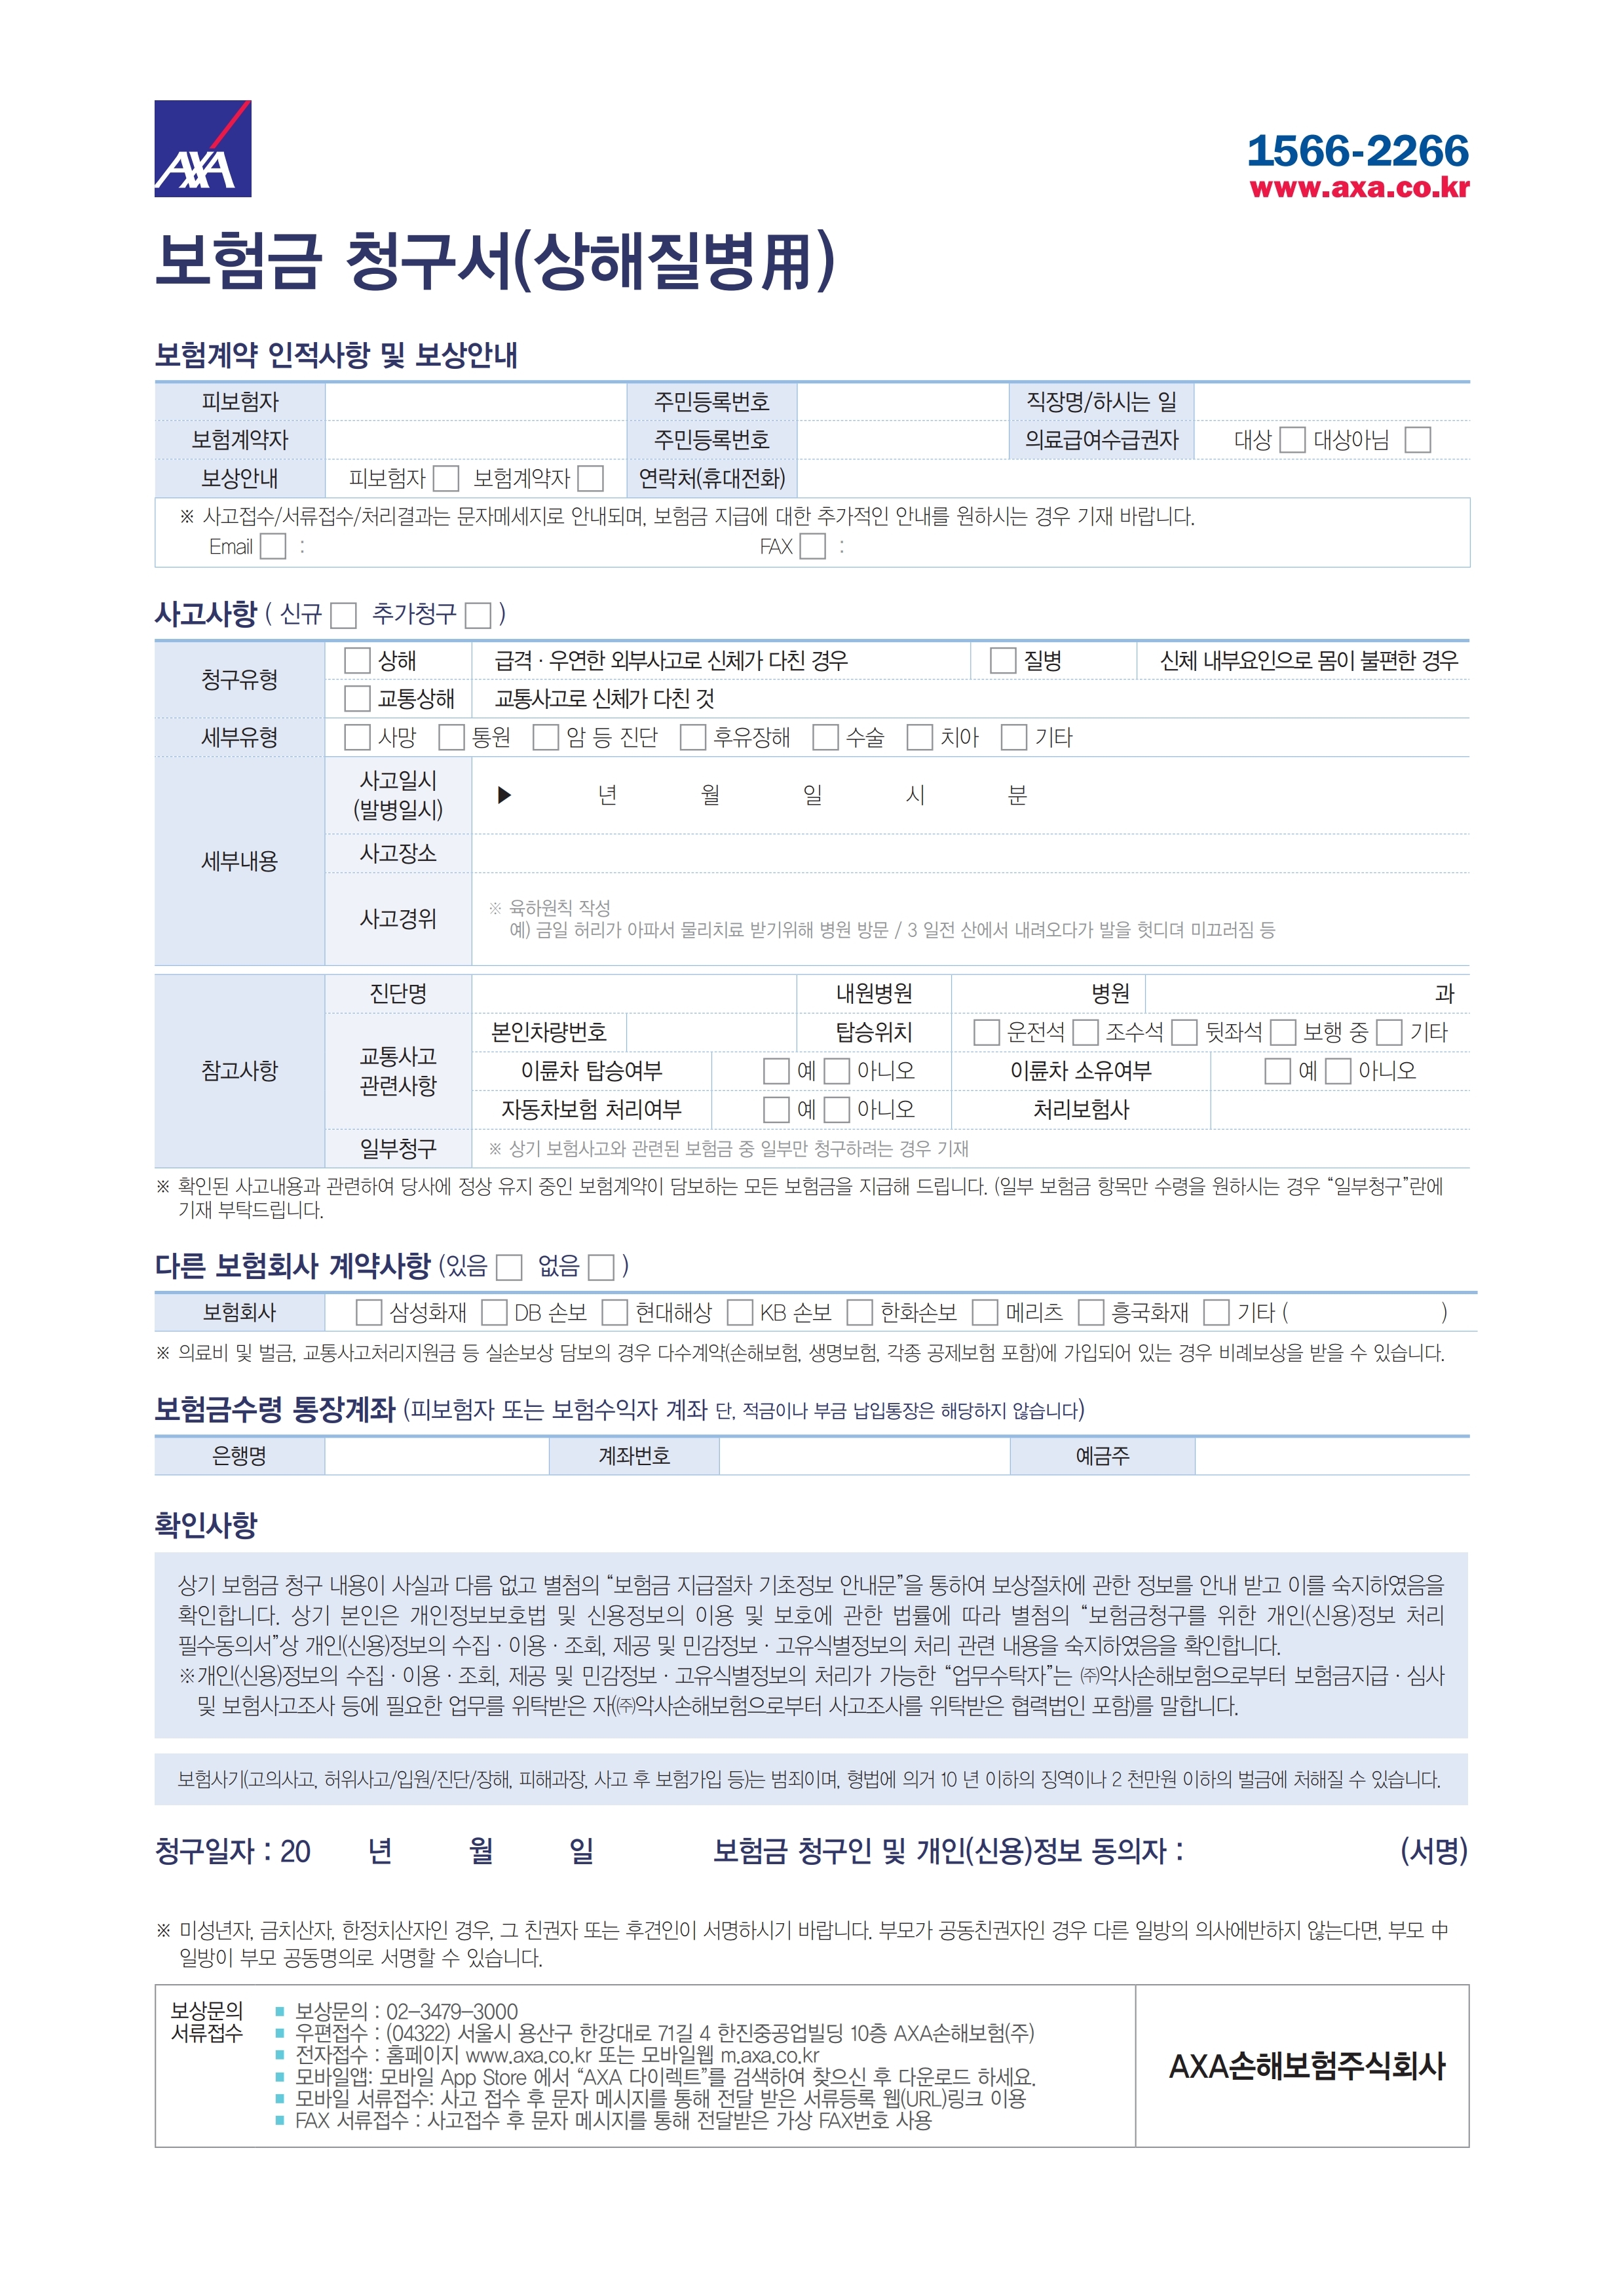 AXA
1566-2266
www.axa.co.kr
보험금 청구서(상해질병用)
보험계약 인적사항 및 보상안내
피보험자 주민등록번호 직장명/하시는 일
보험계약자 주민등록번호 의료급여수급권자 대상 □ 대상아님 □
보상안내 피보험자 □ 보험계약자 □ 연락처(휴대전화)
※ 사고접수/서류접수/처리결과는 문자메세지로 안내되며, 보험금 지급에 대한 추가적인 안내를 원하시는 경우 기재 바랍니다.
Email □ : FAX □ :
사고사항 ( 신규 □ 추가청구 □ )
청구유형 □ 상해 급격·우연한 외부사고로 신체가 다친 경우 □ 질병 신체 내부요인으로 몸이 불편한 경우
□ 교통상해 교통사고로 신체가 다친 것
세부유형 □ 사망 □ 통원 □ 암 등 진단 □ 후유장해 □ 수술 □ 치아 □ 기타
세부내용
사고일시
(발병일시)
▶ 년 월 일 시 분
사고장소
사고경위
※ 육하원칙 작성
예) 금일 허리가 아파서 물리치료 받기위해 병원 방문 / 3 일전 산에서 내려오다가 발을 헛디뎌 미끄러짐 등
참고사항
진단명 내원병원 병원 과
교통사고
관련사항
본인차량번호 탑승위치 □ 운전석 □ 조수석 □ 뒷좌석 □ 보행 중 □ 기타
이륜차 탑승여부 □ 예 □ 아니오 이륜차 소유여부 □ 예 □ 아니오
자동차보험 처리여부 □ 예 □ 아니오 처리보험사
일부청구 ※ 상기 보험사고와 관련된 보험금 중 일부만 청구하려는 경우 기재
※ 확인된 사고내용과 관련하여 당사에 정상 유지 중인 보험계약이 담보하는 모든 보험금을 지급해 드립니다. (일부 보험금 항목만 수령을 원하시는 경우 “일부청구”란에
기재 부탁드립니다.
다른 보험회사 계약사항 (있음 □ 없음 □ )
보험회사 □ 삼성화재 □ DB 손보 □ 현대해상 □ KB 손보 □ 한화손보 □ 메리츠 □ 흥국화재 □ 기타 ( )
※ 의료비 및 벌금, 교통사고처리지원금 등 실손보상 담보의 경우 다수계약(손해보험, 생명보험, 각종 공제보험 포함)에 가입되어 있는 경우 비례보상을 받을 수 있습니다.
보험금수령 통장계좌 (피보험자 또는 보험수익자 계좌 단, 적금이나 부금 납입통장은 해당하지 않습니다)
은행명 계좌번호 예금주
확인사항
상기 보험금 청구 내용이 사실과 다름 없고 별첨의 “보험금 지급절차 기초정보 안내문”을 통하여 보상절차에 관한 정보를 안내 받고 이를 숙지하였음을
확인합니다. 상기 본인은 개인정보보호법 및 신용정보의 이용 및 보호에 관한 법률에 따라 별첨의 “보험금청구를 위한 개인(신용)정보 처리
필수동의서”상 개인(신용)정보의 수집·이용·조회, 제공 및 민감정보·고유식별정보의 처리 관련 내용을 숙지하였음을 확인합니다.
※개인(신용)정보의 수집·이용·조회, 제공 및 민감정보·고유식별정보의 처리가 가능한 “업무수탁자”는 ㈜악사손해보험으로부터 보험금지급·심사
및 보험사고조사 등에 필요한 업무를 위탁받은 자(㈜악사손해보험으로부터 사고조사를 위탁받은 협력법인 포함)를 말합니다.
보험사기(고의사고, 허위사고/입원/진단/장해, 피해과장, 사고 후 보험가입 등)는 범죄이며, 형법에 의거 10 년 이하의 징역이나 2 천만원 이하의 벌금에 처해질 수 있습니다.
청구일자 : 20 년 월 일 보험금 청구인 및 개인(신용)정보 동의자 : (서명)
※ 미성년자, 금치산자, 한정치산자인 경우, 그 친권자 또는 후견인이 서명하시기 바랍니다. 부모가 공동친권자인 경우 다른 일방의 의사에반하지 않는다면, 부모 中
일방이 부모 공동명의로 서명할 수 있습니다.
보상문의
서류접수
■ 보상문의 : 02-3479-3000
■ 우편접수 : (04322) 서울시 용산구 한강대로 71길 4 한진중공업빌딩 10층 AXA손해보험(주)
■ 전자접수 : 홈페이지 www.axa.co.kr 또는 모바일웹 m.axa.co.kr
■ 모바일앱: 모바일 App Store 에서 “AXA 다이렉트”를 검색하여 찾으신 후 다운로드 하세요.
■ 모바일 서류접수: 사고 접수 후 문자 메시지를 통해 전달 받은 서류등록 웹(URL)링크 이용
■ FAX 서류접수 : 사고접수 후 문자 메시지를 통해 전달받은 가상 FAX번호 사용
AXA손해보험주식회사